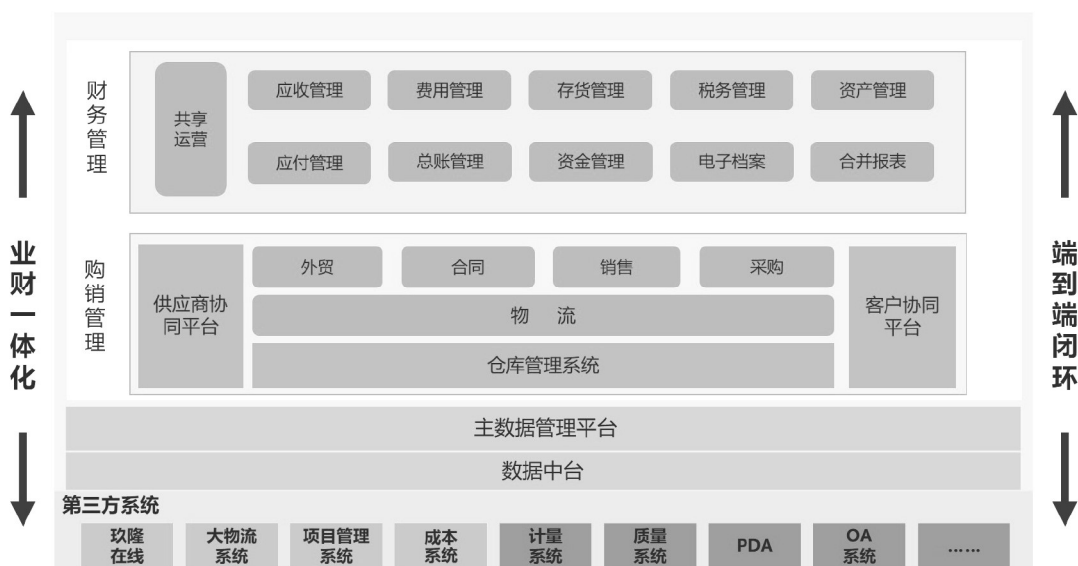 财务管理
共享
运营
应收管理
费用管理
存货管理
税务管理
资产管理
应付管理
总账管理
资金管理
电子档案
合并报表
业财一体化
端到端闭环
购销管理
供应商协
同平台
外贸
合同
销售
采购
物 流
仓库管理系统
客户协同
平台
主数据管理平台
数据中台
第三方系统
玖隆
在线
大物流
系统
项目管理
系统
成本
系统
计量
系统
质量
系统
PDA
OA
系统
……